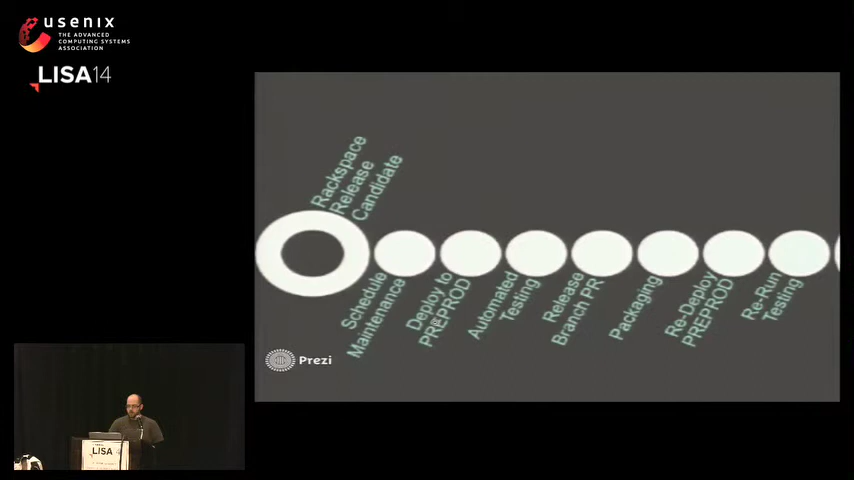 usenix
THE ADVANCED
COMPUTING SYSTEMS
ASSOCIATION
LISA14
Rackspace
Release
Candidate
Schedule
Maintenance
Deploy to
PREPROD
Automated
Testing
Release
Branch PR
Packaging
Re-Deploy
PREPROD
Re-Run
Testing
Prezi
LISA